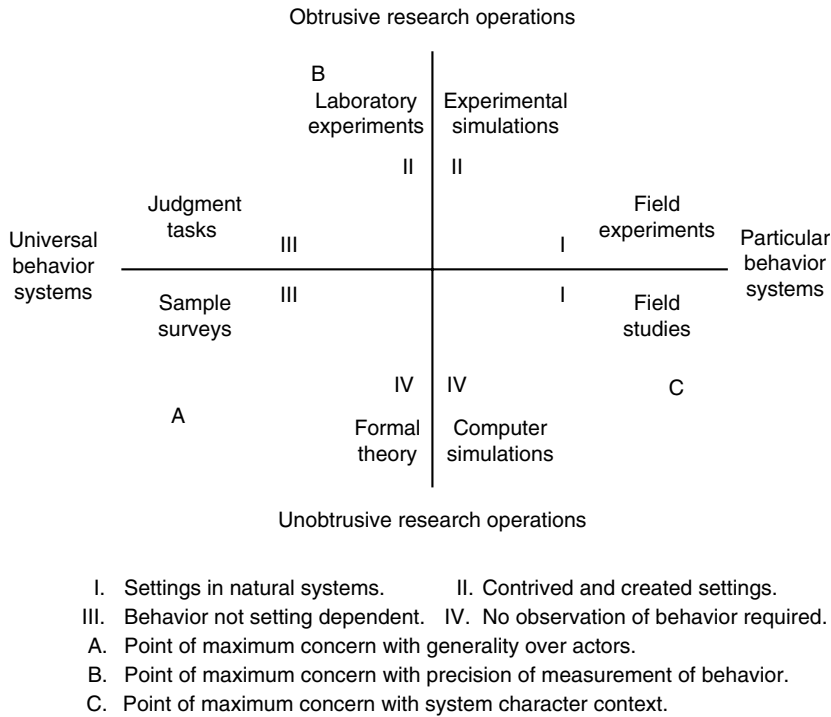 Obtrusive research operations
B
Laboratory
experiments
Experimental
simulations
II
II
Judgment
tasks
III
Field
experiments
I
Universal
behavior
systems
Particular
behavior
systems
Sample
surveys
III
I
Field
studies
IV
IV
C
A
Formal
theory
Computer
simulations
Unobtrusive research operations
I. Settings in natural systems. II. Contrived and created settings.
III. Behavior not setting dependent. IV. No observation of behavior required.
A. Point of maximum concern with generality over actors.
B. Point of maximum concern with precision of measurement of behavior.
C. Point of maximum concern with system character context.